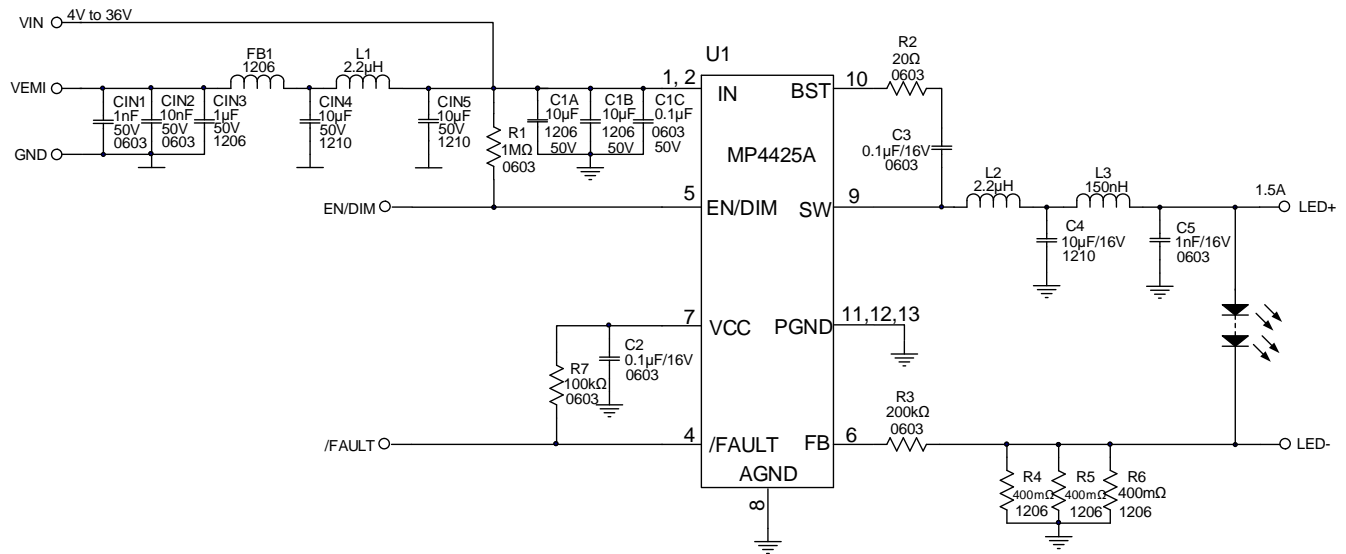 VIN
4V to 36V
VEMI
GND
CIN1
1nF
50V
0603
CIN2
10nF
50V
0603
CIN3
1µF
50V
1206
FB1
1206
CIN4
10µF
50V
1210
L1
2.2µH
CIN5
10µF
50V
1210
R1
1MΩ
0603
C1A
10µF
1206
50V
C1B
10µF
1206
50V
C1C
0.1µF
0603
50V
EN/DIM
U1
1, 2
IN
BST
10
R2
20Ω
0603
MP4425A
C3
0.1µF/16V
0603
5
EN/DIM
SW
9
L2
2.2µH
L3
150nH
1.5A
LED+
C4
10µF/16V
1210
C5
1nF/16V
0603
7
VCC
PGND
11,12,13
C2
0.1µF/16V
0603
R7
100kΩ
0603
/FAULT
4
/FAULT
FB
6
R3
200kΩ
0603
LED-
AGND
8
R4
400mΩ
1206
R5
400mΩ
1206
R6
400mΩ
1206